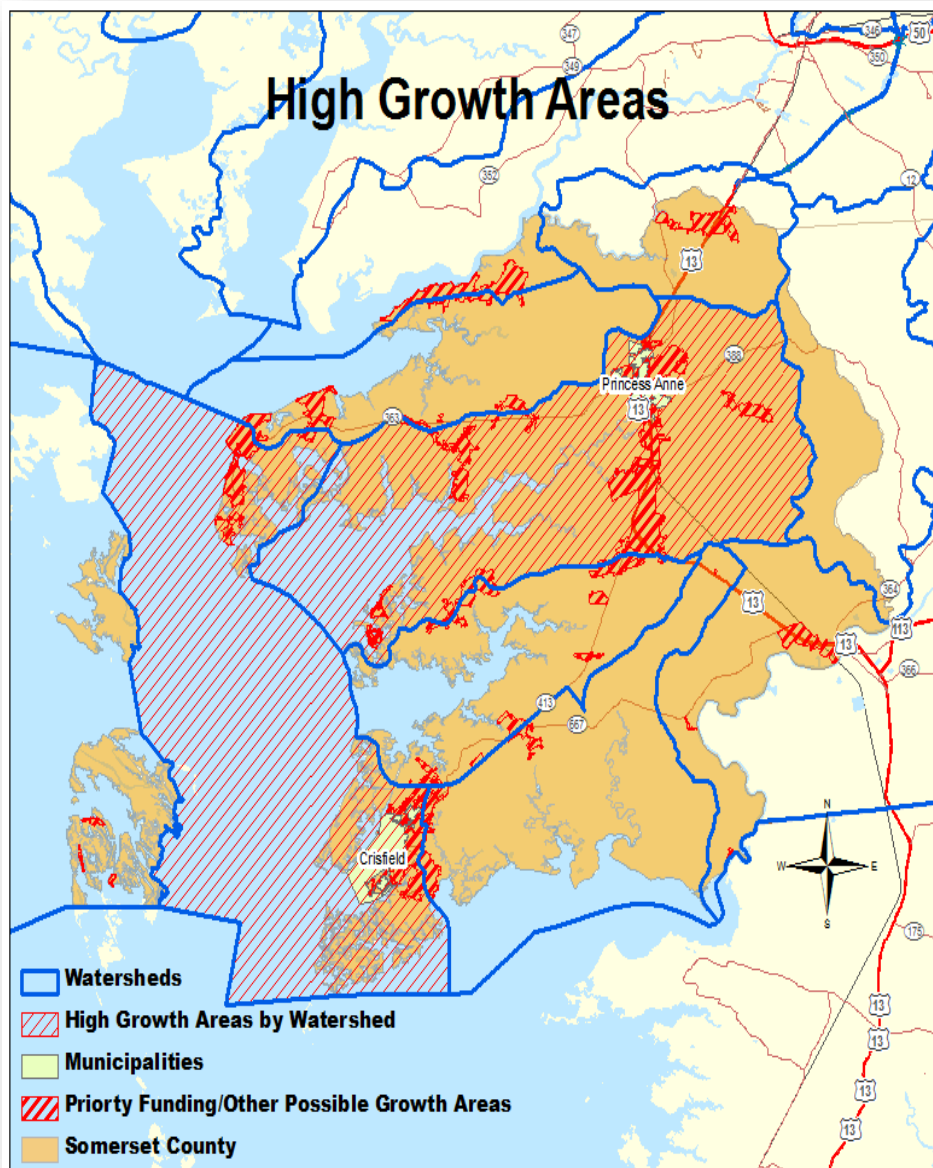 347
346
50
350
349
High Growth Areas
352
12
13
388
Princess Anne
13
363
364
13
113
13
366
413
667
N
Crisfield
W
E
S
175
Watersheds
High Growth Areas by Watershed
13
13
Municipalities
13
Priorty Funding/Other Possible Growth Areas
13
Somerset County